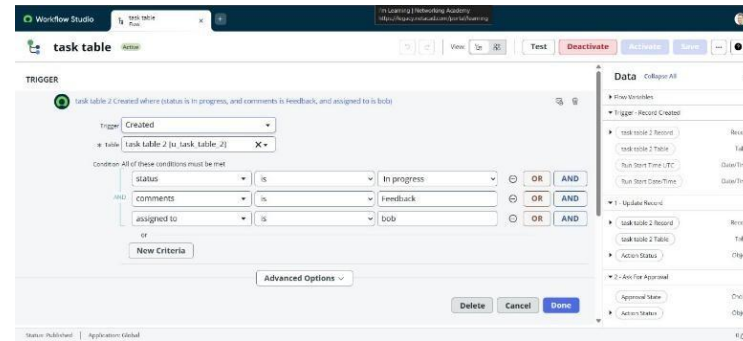 Workflow Studio
task table
Flow
I'm Learning | Networking Academy
https://legacy.netacad.com/portal/learning
task table
Active
View:
Test
Deactivate
Activate
Save
TRIGGER
task table 2 Created where (status is In progress, and comments is Feedback, and assigned to is bob)
Trigger
Created
* Table
task table 2 [u_task_table_2]
Condition
All of these conditions must be met
status
is
In progress
OR
AND
AND
comments
is
Feedback
OR
AND
assigned to
is
bob
OR
AND
or
New Criteria
Advanced Options
Delete
Cancel
Done
Data
Collapse All
Flow Variables
Trigger - Record Created
task table 2 Record
task table 2 Table
Run Start Time UTC
Run Start Date/Time
1 - Update Record
task table 2 Record
task table 2 Table
Action Status
2 - Ask For Approval
Approval State
Action Status
Status: Published | Application: Global